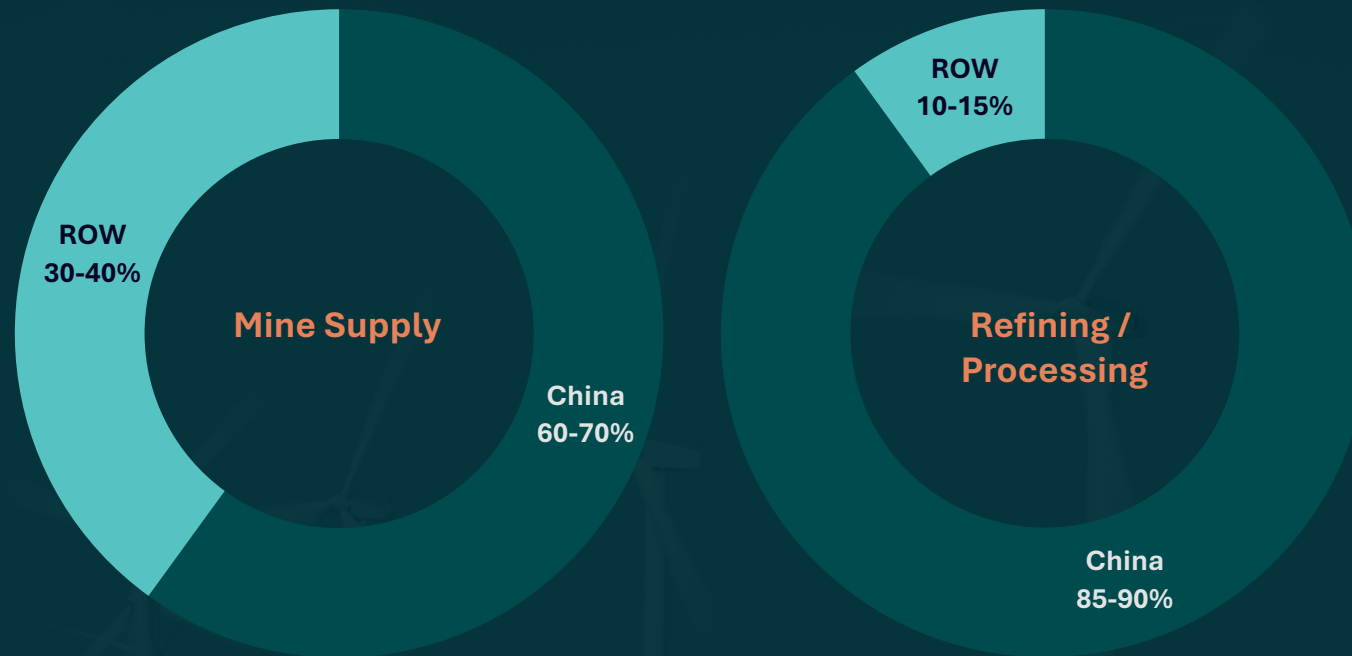 ROW
30-40%
Mine Supply
China
60-70%
ROW
10-15%
Refining /
Processing
China
85-90%